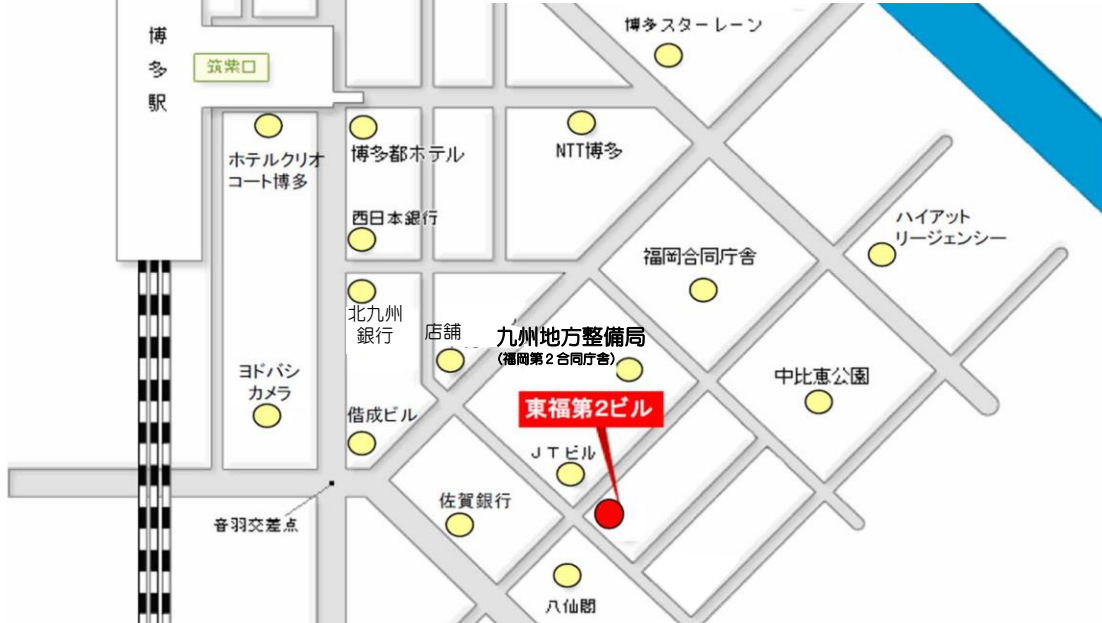 博多駅
筑紫口
博多スターレーン
ホテルクリオ
コート博多
博多都ホテル
NTT博多
西日本銀行
ハイアット
リージェンシー
福岡合同庁舎
北九州
銀行
店舗
九州地方整備局
(福岡第2合同庁舎)
ヨドバシ
カメラ
中比恵公園
東福第2ビル
偕成ビル
JTビル
佐賀銀行
音羽交差点
八仙閣